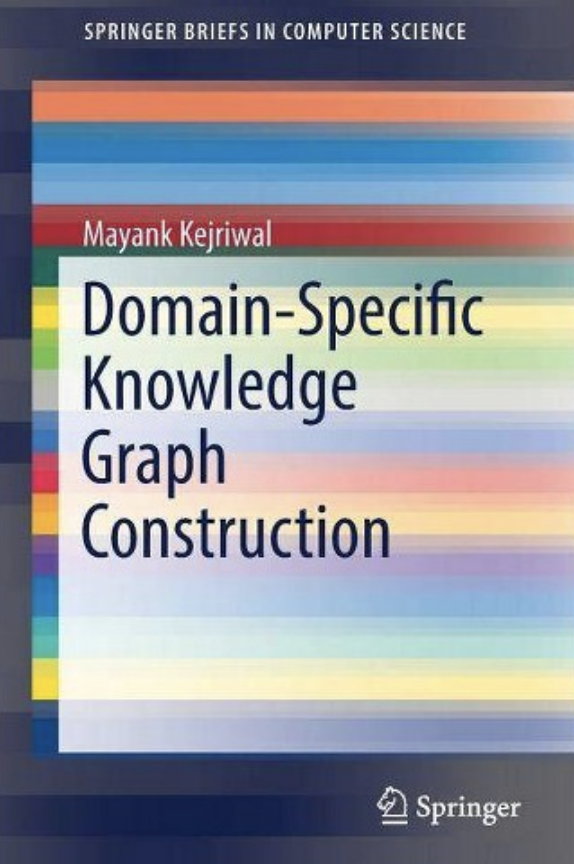 SPRINGER BRIEFS IN COMPUTER SCIENCE
Mayank Kejriwal
Domain-Specific
Knowledge
Graph
Construction
Springer